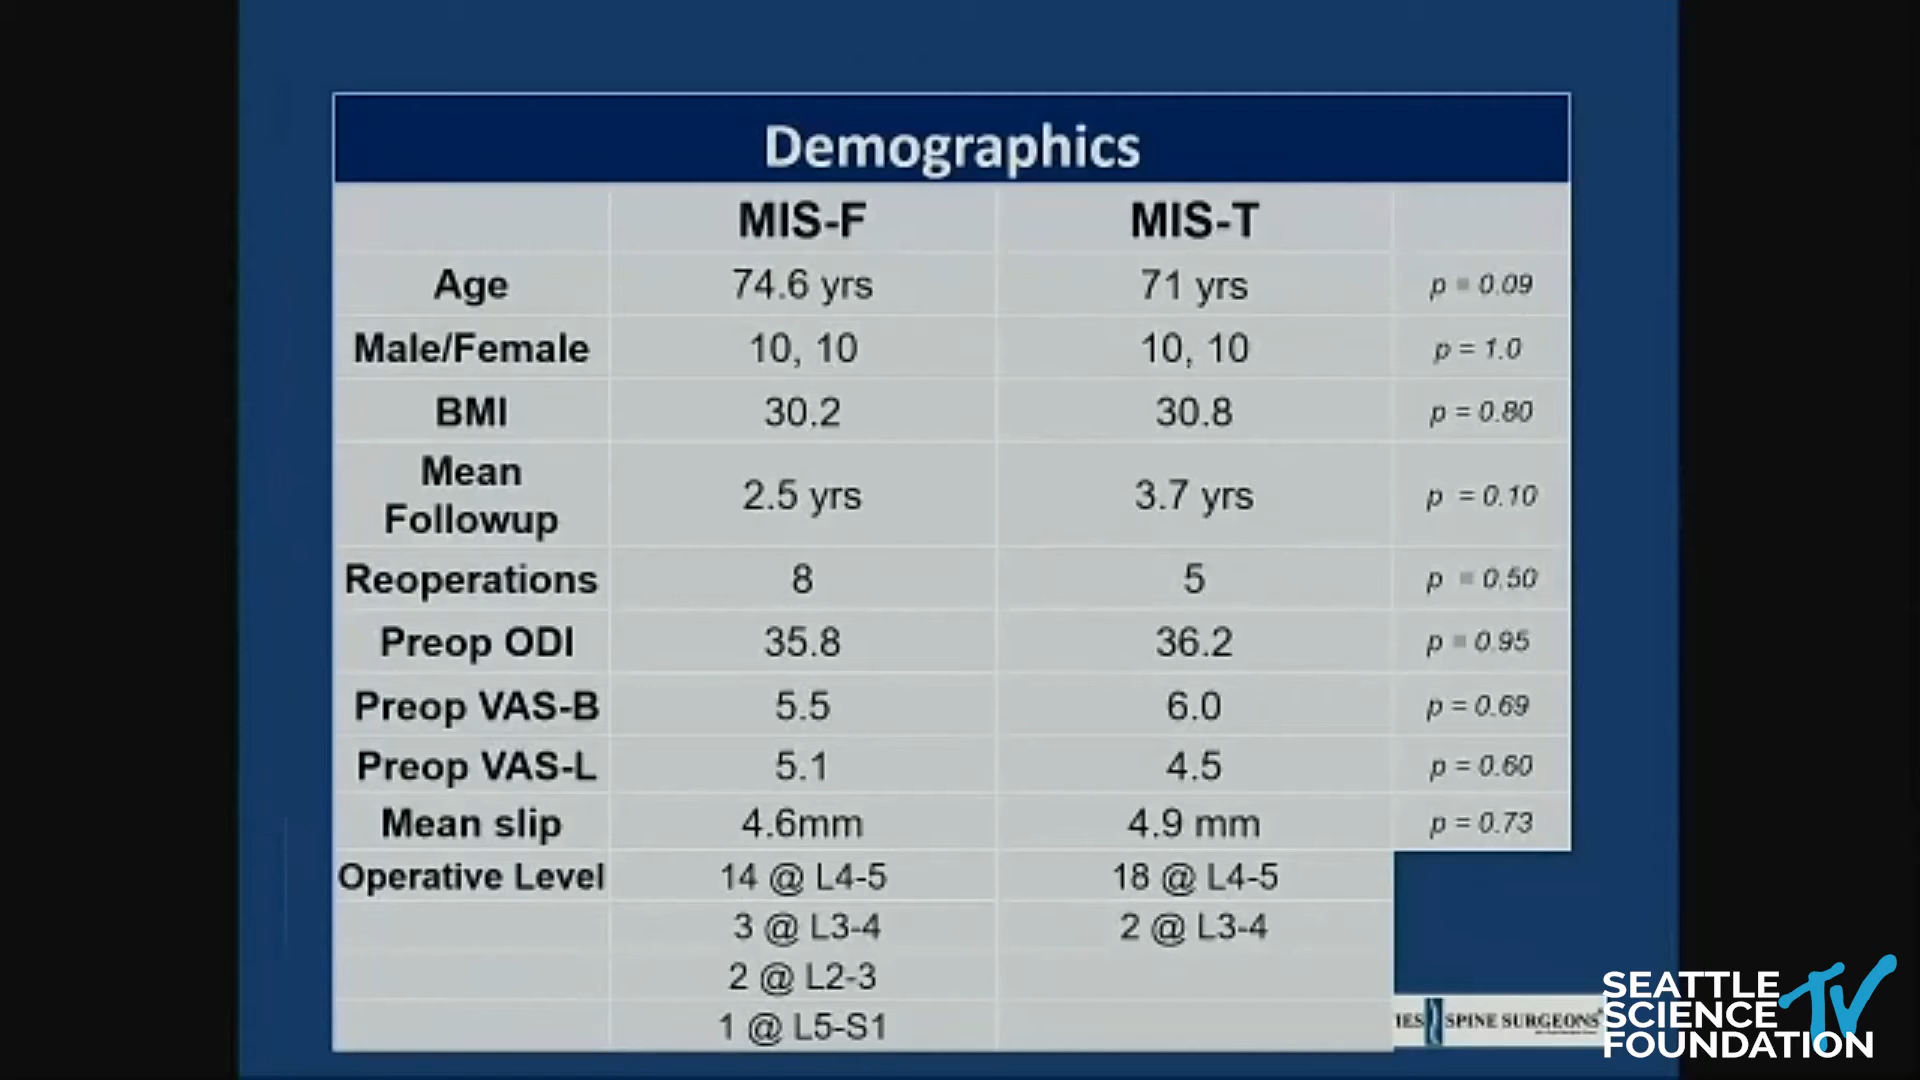 Demographics
MIS-F MIS-T
Age 74.6 yrs 71 yrs p = 0.09
Male/Female 10, 10 10, 10 p = 1.0
BMI 30.2 30.8 p = 0.80
Mean
Followup 2.5 yrs 3.7 yrs p = 0.10
Reoperations 8 5 p = 0.50
Preop ODI 35.8 36.2 p = 0.95
Preop VAS-B 5.5 6.0 p = 0.69
Preop VAS-L 5.1 4.5 p = 0.60
Mean slip 4.6mm 4.9 mm p = 0.73
Operative Level 14 @ L4-5 18 @ L4-5
3 @ L3-4 2 @ L3-4
2 @ L2-3
1 @ L5-S1
IES SPINE SURGEONS
SEATTLE
SCIENCE
FOUNDATION
TV